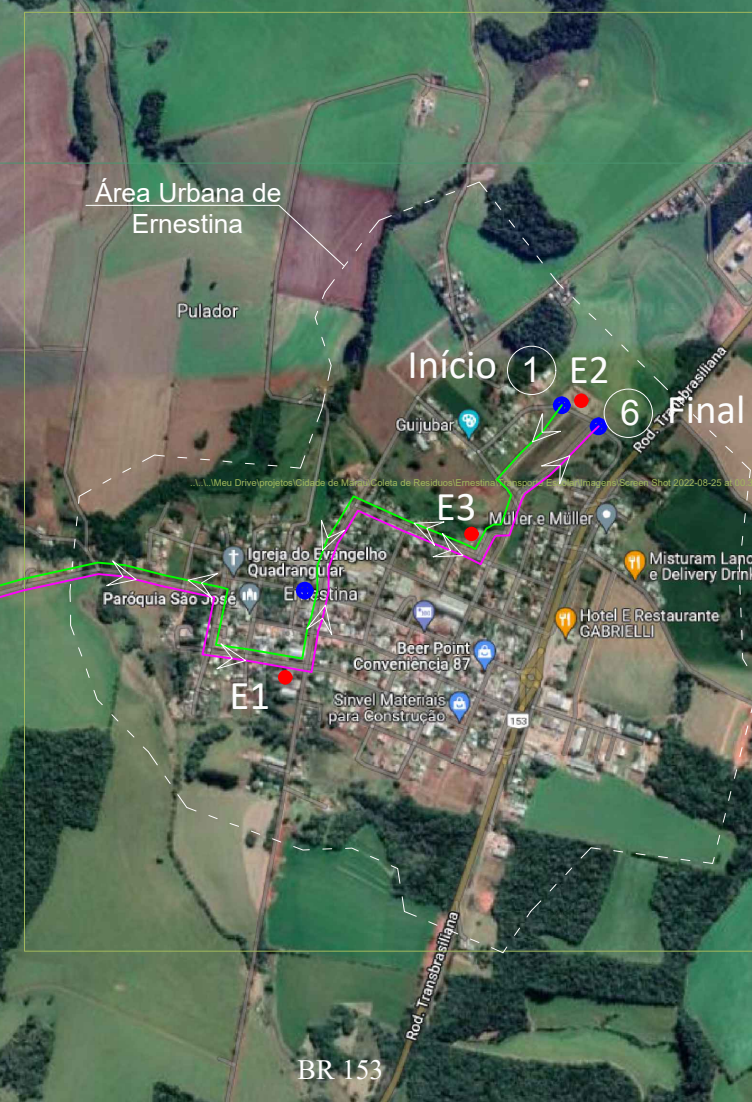 Área Urbana de
Ernestina
Pulador
Início
1
E2
6
Final
Rod. Transbrasiliana
Guijubar
E3
Müller e Müller
Igreja do Evangelho
Quadrangular
Paróquia São José
Ernestina
Misturam Lanc
e Delivery Drink
Hotel E Restaurante
GABRIELLI
Beer Point
Conveniencia 87
E1
Sinvel Materiais
para Construção
153
Rod. Transbrasiliana
BR 153